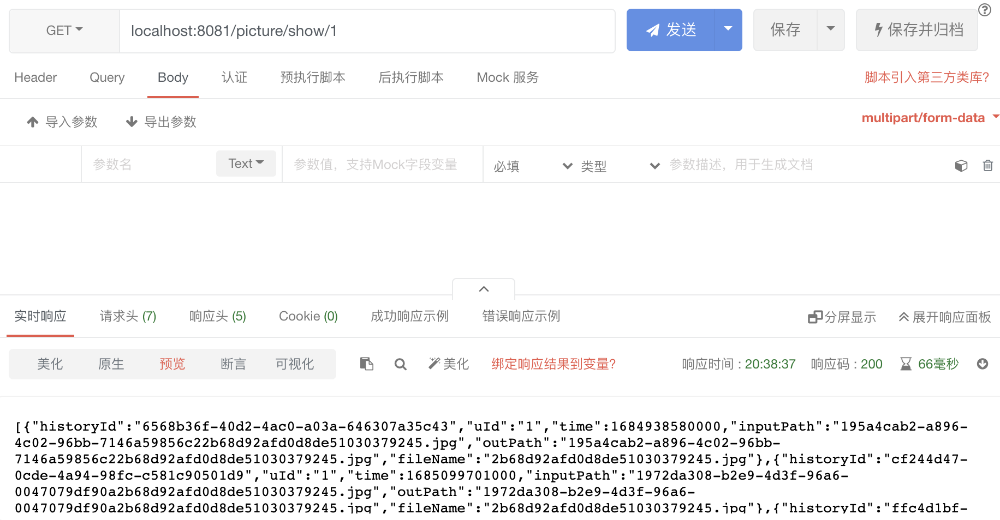 GET localhost:8081/picture/show/1 发送 保存 保存并归档
Header Query Body 认证 预执行脚本 后执行脚本 Mock 服务 脚本引入第三方类库?
导入参数 导出参数 multipart/form-data
参数名 Text 参数值，支持Mock字段变量 必填 类型 参数描述，用于生成文档
实时响应 请求头 (7) 响应头 (5) Cookie (0) 成功响应示例 错误响应示例 分屏显示 展开响应面板
美化 原生 预览 断言 可视化 美化 绑定响应结果到变量? 响应时间 : 20:38:37 响应码 : 200 66毫秒
[{"historyId":"6568b36f-40d2-4ac0-a03a-646307a35c43","uId":"1","time":1684938580000,"inputPath":"195a4cab2-a896-
4c02-96bb-7146a59856c22b68d92afd0d8de51030379245.jpg","outPath":"195a4cab2-a896-4c02-96bb-
7146a59856c22b68d92afd0d8de51030379245.jpg","fileName":"2b68d92afd0d8de51030379245.jpg"},{"historyId":"cf244d47-
0cde-4a94-98fc-c581c90501d9","uId":"1","time":1685099701000,"inputPath":"1972da308-b2e9-4d3f-96a6-
0047079df90a2b68d92afd0d8de51030379245.jpg","outPath":"1972da308-b2e9-4d3f-96a6-
0047079df90a2b68d92afd0d8de51030379245.jpg","fileName":"2b68d92afd0d8de51030379245.jpg"},{"historyId":"ffc4d1bf-